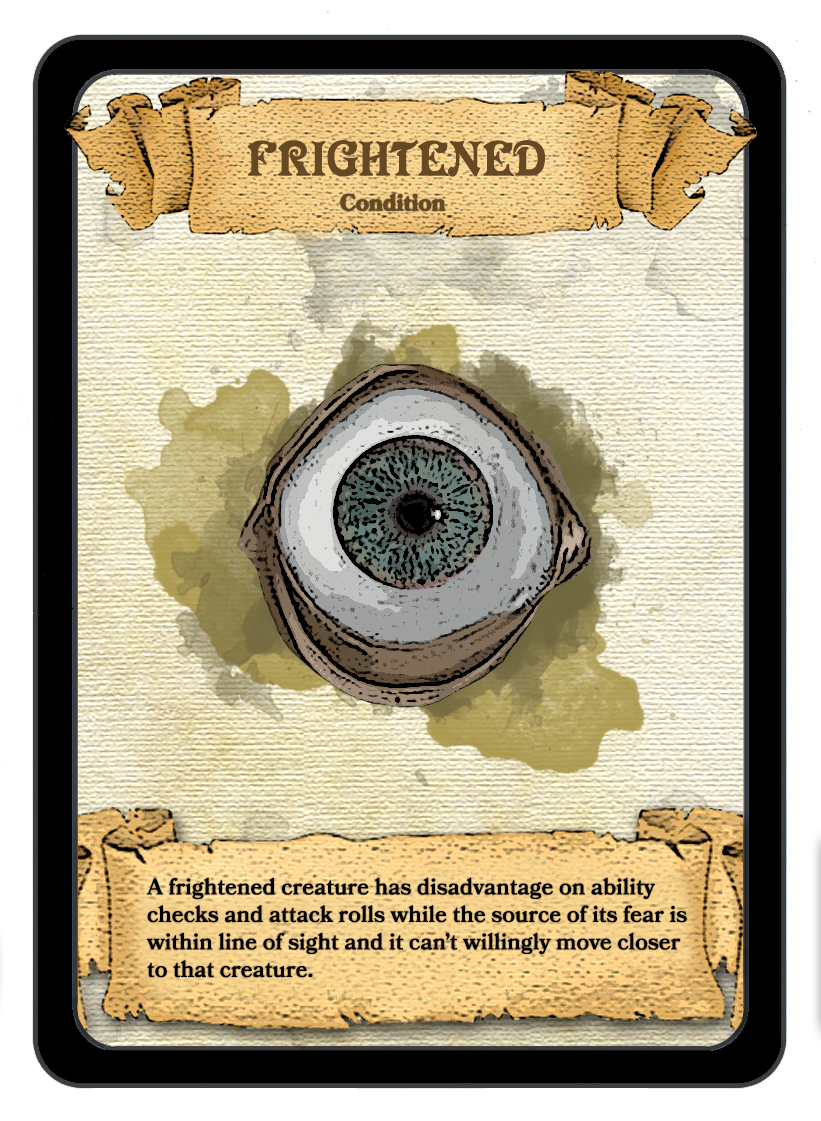 FRIGHTENED
Condition
A frightened creature has disadvantage on ability
checks and attack rolls while the source of its fear is
within line of sight and it can't willingly move closer
to that creature.